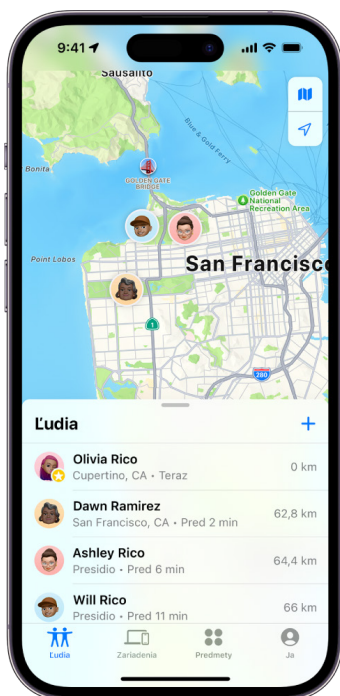 9:41
Sausalito
Blue & Gold Ferry
Bonita
GOLDEN GATE
BRIDGE
Golden Gate
National
Recreation Area
Point Lobos
San Francisco
1
280
Ľudia
Olivia Rico
Cupertino, CA • Teraz
0 km
Dawn Ramirez
San Francisco, CA • Pred 2 min
62,8 km
Ashley Rico
Presidio • Pred 6 min
64,4 km
Will Rico
Presidio • Pred 11 min
66 km
Ľudia
Zariadenia
Predmety
Ja